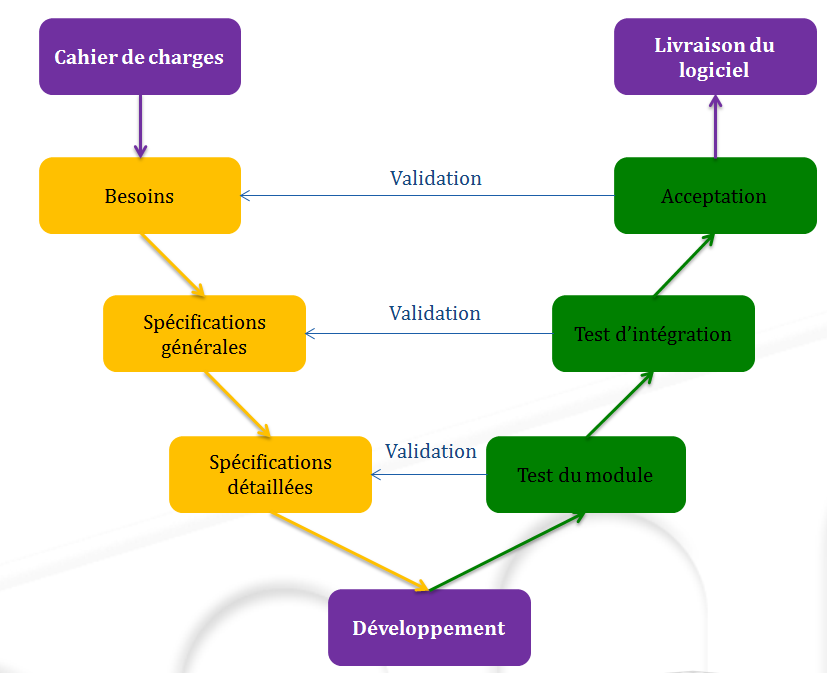 Cahier de charges
Livraison du
logiciel
Besoins
Validation
Acceptation
Spécifications
générales
Validation
Test d'intégration
Spécifications
détaillées
Validation
Test du module
Développement